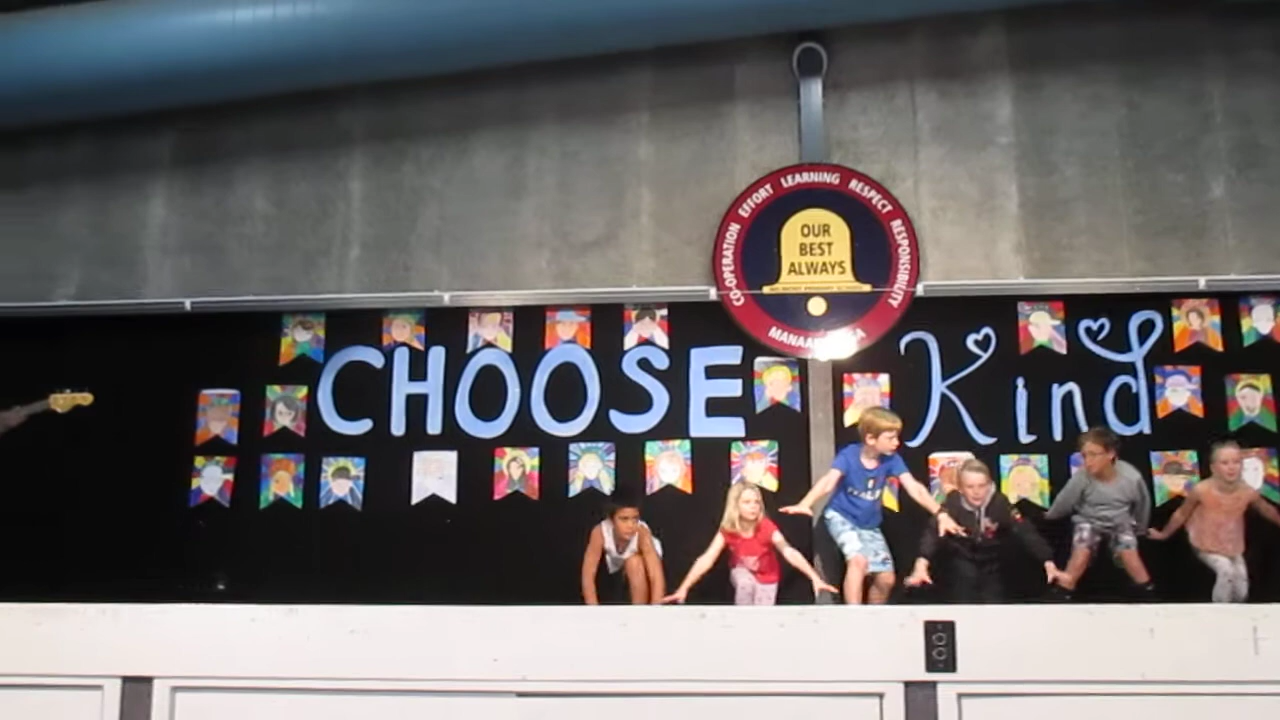 CO-OPERATION EFFORT LEARNING RESPECT RESPONSIBILITY
OUR
BEST
ALWAYS
CHOOSE Kind